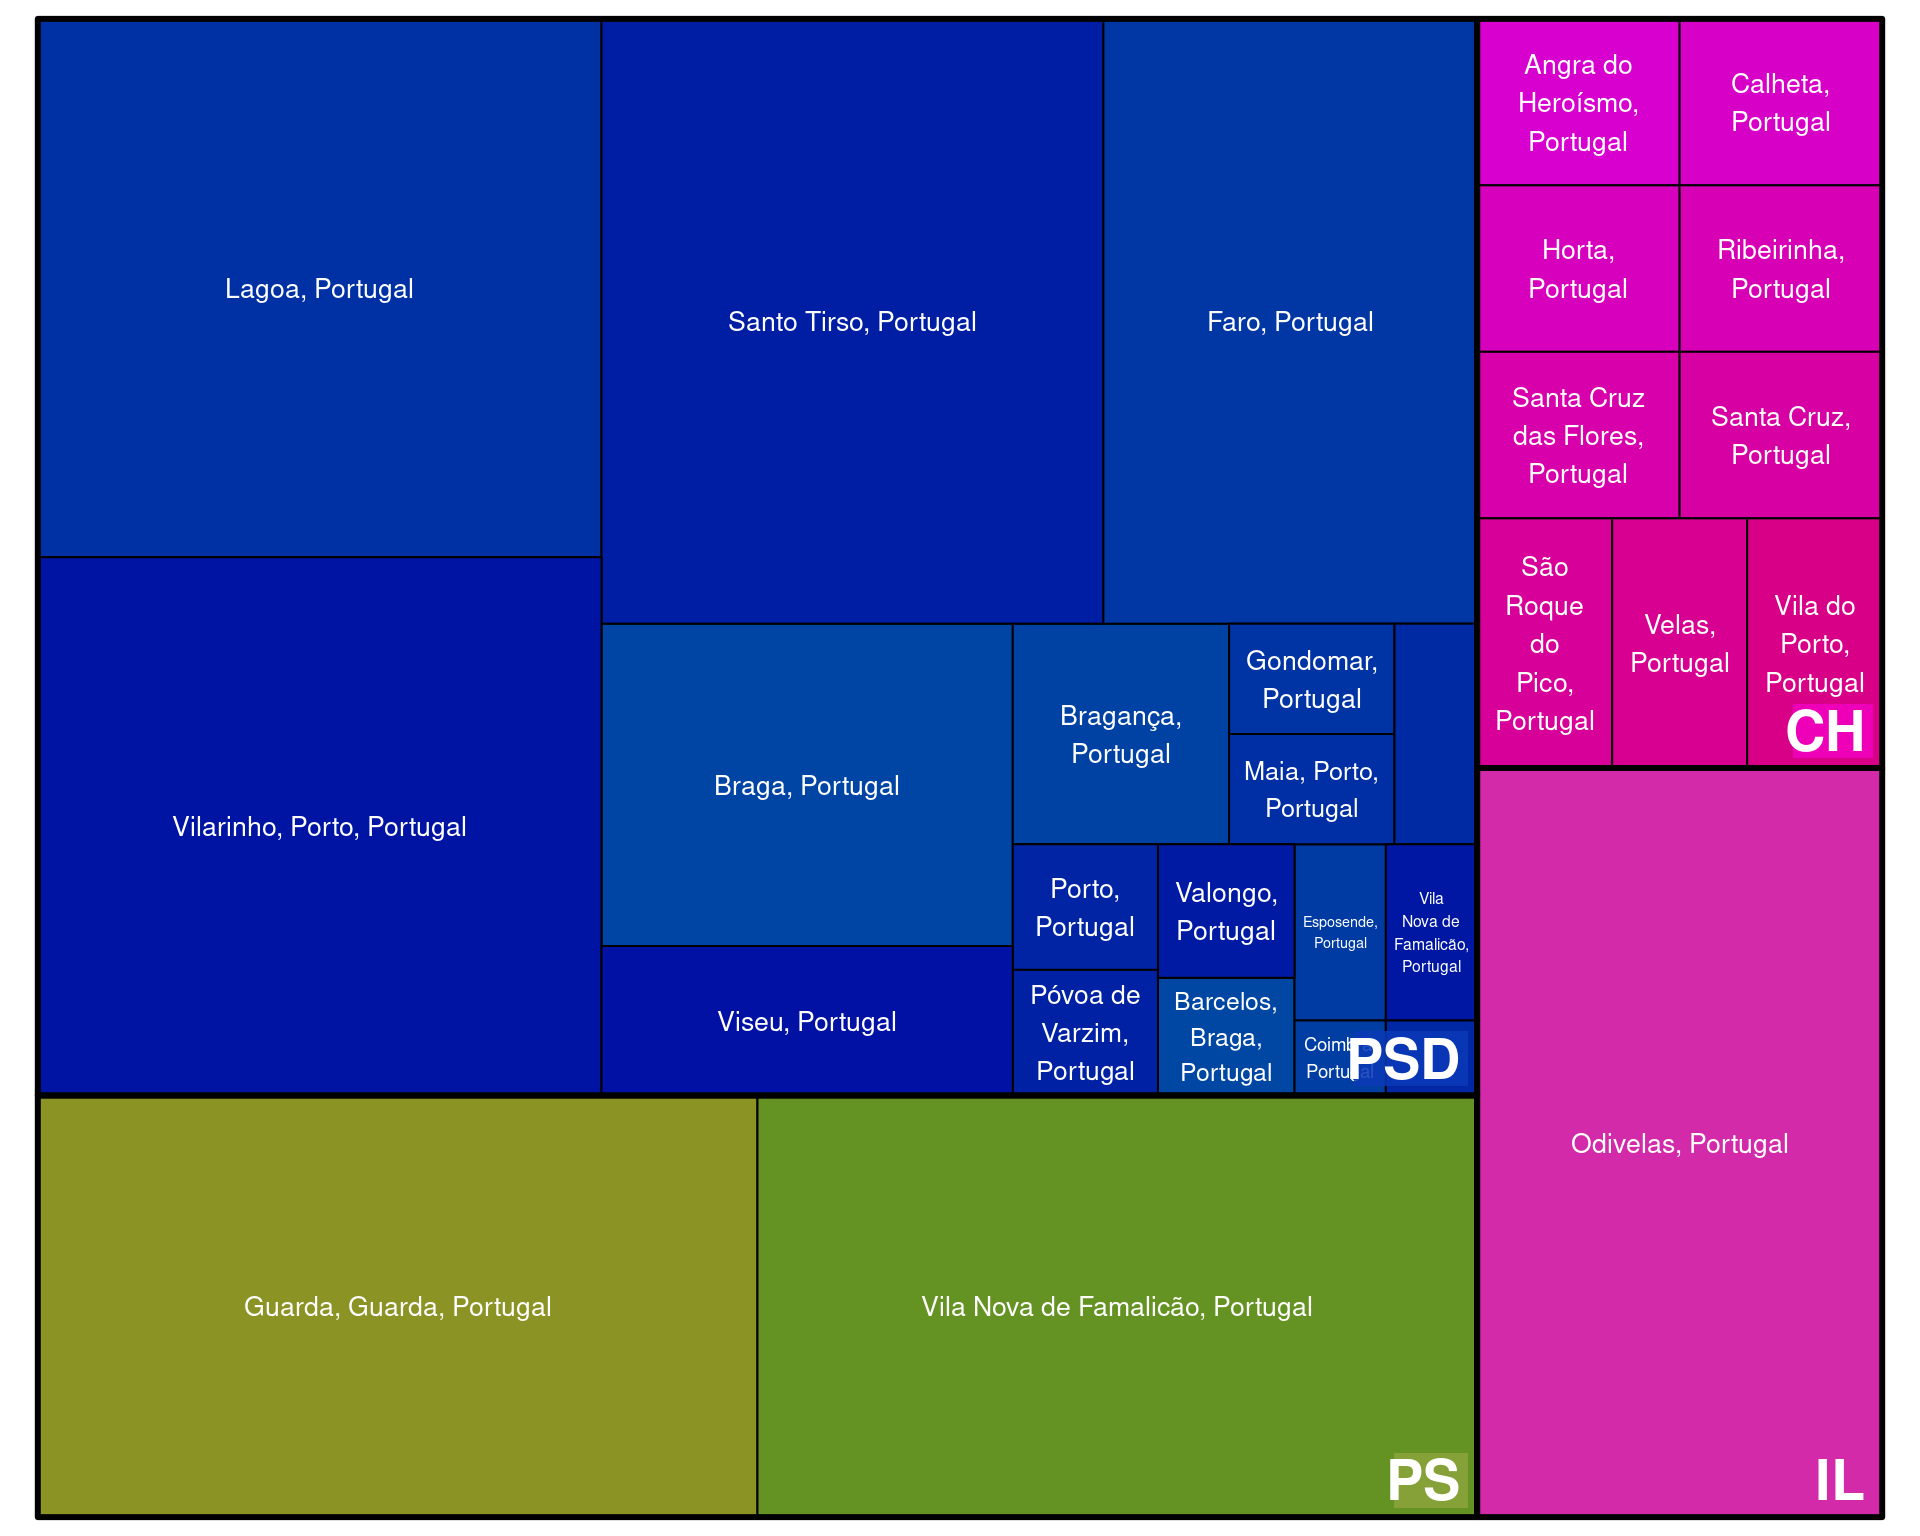 Lagoa, Portugal
Santo Tirso, Portugal
Faro, Portugal
Angra do
Heroísmo,
Portugal
Calheta,
Portugal
Horta,
Portugal
Ribeirinha,
Portugal
Santa Cruz
das Flores,
Portugal
Santa Cruz,
Portugal
São
Roque
do
Pico,
Portugal
Velas,
Portugal
Vila do
Porto,
Portugal
CH
Vilarinho, Porto, Portugal
Braga, Portugal
Bragança,
Portugal
Gondomar,
Portugal
Maia, Porto,
Portugal
Viseu, Portugal
Porto,
Portugal
Póvoa de
Varzim,
Portugal
Valongo,
Portugal
Barcelos,
Braga,
Portugal
Esposende,
Portugal
Vila
Nova de
Famalicão,
Portugal
Portugal
PSD
Guarda, Guarda, Portugal
Vila Nova de Famalicão, Portugal
PS
Odivelas, Portugal
IL